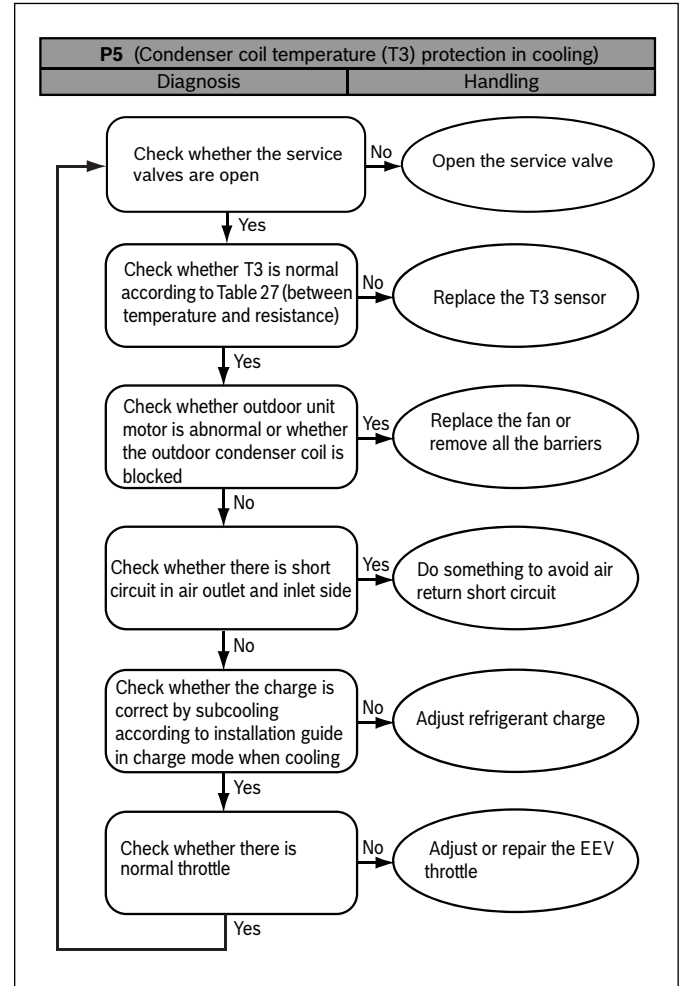 P5 (Condenser coil temperature (T3) protection in cooling)
Diagnosis
Handling
Check whether the service
valves are open
No
Open the service valve
Yes
Check whether T3 is normal
according to Table 27 (between
temperature and resistance)
No
Replace the T3 sensor
Yes
Check whether outdoor unit
motor is abnormal or whether
the outdoor condenser coil is
blocked
Yes
Replace the fan or
remove all the barriers
No
Check whether there is short
circuit in air outlet and inlet side
Yes
Do something to avoid air
return short circuit
No
Check whether the charge is
correct by subcooling
according to installation guide
in charge mode when cooling
No
Adjust refrigerant charge
Yes
Check whether there is
normal throttle
No
Adjust or repair the EEV
throttle
Yes